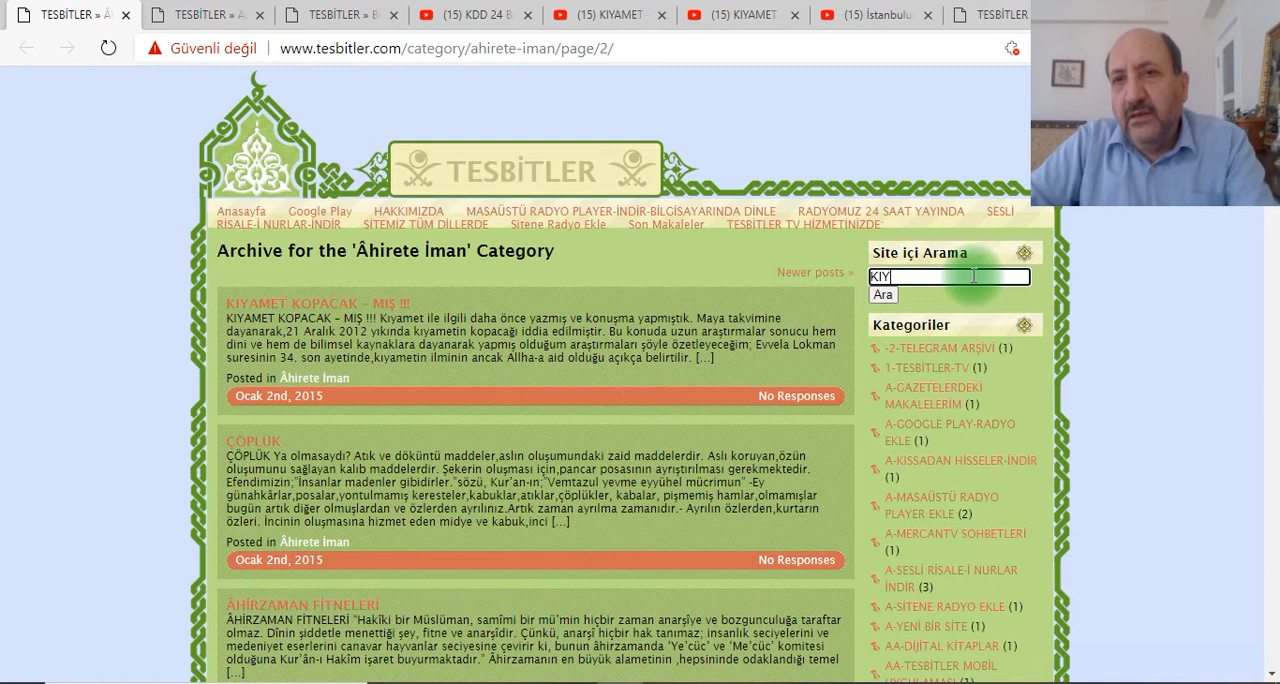 TESBİTLER » Â
TESBİTLER » A
TESBİTLER » B
(15) KDD 24 B
(15) KIYAMET -
(15) KIYAMET
(15) İstanbulu
TESBİTLER
Güvenli değil
www.tesbitler.com/category/ahirete-iman/page/2/
TESBİTLER
Anasayfa Google Play HAKKIMIZDA MASAÜSTÜ RADYO PLAYER-İNDİR-BİLGİSAYARINDA DİNLE RADYOMUZ 24 SAAT YAYINDA SESLİ
RİSALE-İ NURLAR-İNDİR SİTEMİZ TÜM DİLLERDE Sitene Radyo Ekle Son Makaleler TESBİTLER TV HİZMETİNİZDE:
Archive for the 'Âhirete İman' Category
Newer posts »
KIYAMET KOPACAK – MIŞ !!!
KIYAMET KOPACAK – MIŞ !!! Kıyamet ile ilgili daha önce yazmış ve konuşma yapmıştık. Maya takvimine
dayanarak,21 Aralık 2012 yıkında kıyametin kopacağı iddia edilmiştir. Bu konuda uzun araştırmalar sonucu hem
dini ve hem de bilimsel kaynaklara dayanarak yapmış olduğum araştırmaları şöyle özetleyeceğim; Evvela Lokman
suresinin 34. son ayetinde,kıyametin ilminin ancak Allha-a aid olduğu açıkça belirtilir. […]
Posted in Âhirete İman
Ocak 2nd, 2015 No Responses
ÇÖPLÜK
ÇÖPLÜK Ya olmasaydı? Atık ve döküntü maddeler,aslın oluşumundaki zaid maddelerdir. Aslı koruyan,özün
oluşumunu sağlayan kalıb maddelerdir. Şekerin oluşması için,pancar posasının ayrıştırılması gerekmektedir.
Efendimizin;"İnsanlar madenler gibidirler."sözü, Kur'an-ın;"Vemtazul yevme eyyühel mücrimun" -Ey
günahkârlar,posalar,yontulmamış keresteler,kabuklar,atıklar,çöplükler, kabalar, pişmemiş hamlar,olmamışlar
bugün artık diğer olmuşlardan ve özlerden ayrılınız.Artık zaman ayrılma zamanıdır.- Ayrılın özlerden,kurtarın
özleri. İncinin oluşmasına hizmet eden midye ve kabuk,inci […]
Posted in Âhirete İman
Ocak 2nd, 2015 No Responses
ÂHİRZAMAN FİTNELERİ
ÂHİRZAMAN FİTNELERİ "Hakîki bir Müslüman, samîmi bir mü'min hiçbir zaman anarşîye ve bozgunculuğa taraftar
olmaz. Dînin şiddetle menettiği şey, fitne ve anarşîdir. Çünkü, anarşî hiçbir hak tanımaz; insanlık seciyelerini ve
medeniyet eserlerini canavar hayvanlar seciyesine çevirir ki, bunun âhirzamanda 'Ye'cüc' ve 'Me'cüc' komitesi
olduğuna Kur'ân-ı Hakîm işaret buyurmaktadır." Âhirzamanın en büyük alametinin ,hepsininde odaklandığı temel
[…]
Site içi Arama
KIY
Ara
Kategoriler
-2-TELEGRAM ARŞİVİ (1)
1-TESBİTLER-TV (1)
A-GAZETELERDEKİ
MAKALELERİM (1)
A-GOOGLE PLAY-RADYO
EKLE (1)
A-KISSADAN HİSSELER-İNDİR
(1)
A-MASAÜSTÜ RADYO
PLAYER EKLE (2)
A-MERCANTV SOHBETLERİ
(1)
A-SESLİ RİSALE-İ NURLAR
İNDİR (3)
A-SİTENE RADYO EKLE (1)
A-YENİ BİR SİTE (1)
AA-DİJİTAL KİTAPLAR (1)
AA-TESBİTLER MOBİL
UYGULAMASI (1)